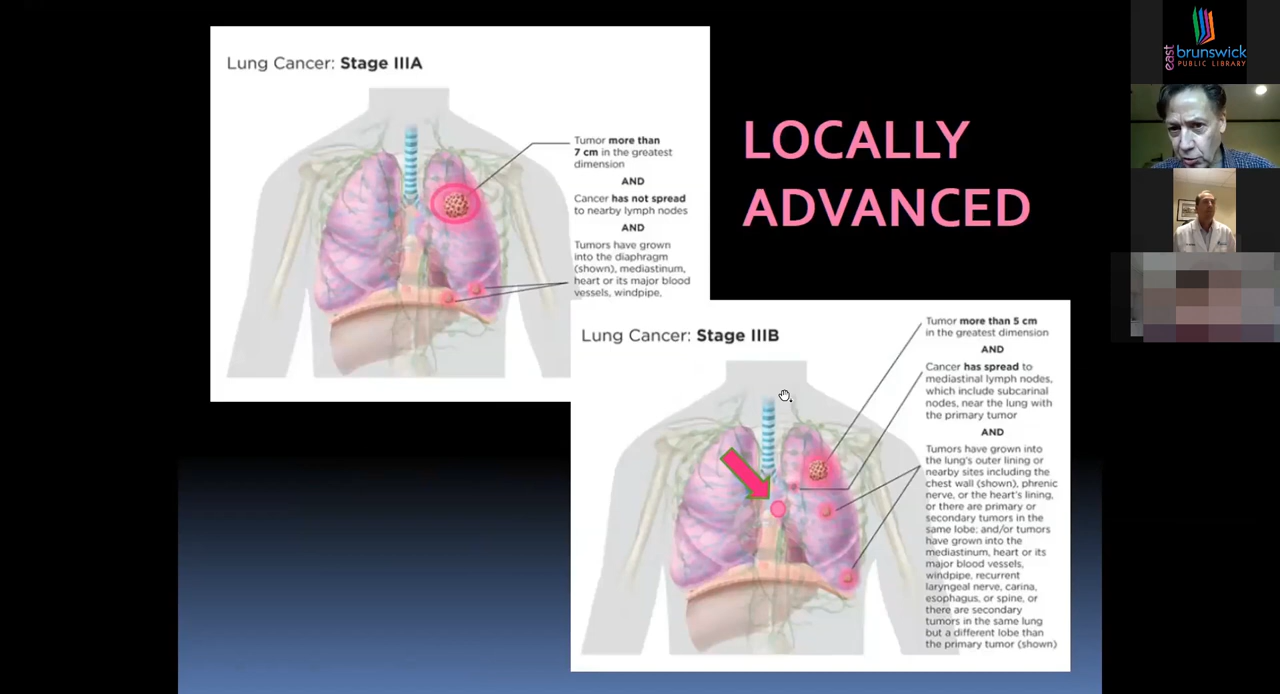 Lung Cancer: Stage IIIA
Tumor more than
7 cm in the greatest
dimension
AND
Cancer has not spread
to nearby lymph nodes
AND
Tumors have grown
into the diaphragm
(shown), mediastinum,
heart or its major blood
vessels, windpipe,
LOCALLY
ADVANCED
Lung Cancer: Stage IIIB
Tumor more than 5 cm
in the greatest dimension
AND
Cancer has spread to
mediastinal lymph nodes,
which include subcarinal
nodes, near the lung with
the primary tumor
AND
Tumors have grown into
the lung's outer lining or
nearby sites including the
chest wall (shown), phrenic
nerve, or the heart's lining,
or there are primary or
secondary tumors in the
same lobe; and/or tumors
have grown into the
mediastinum, heart or its
major blood vessels,
windpipe, recurrent
laryngeal nerve, carina,
esophagus, or spine, or
there are secondary
tumors in the same lung
but a different lobe than
the primary tumor (shown)
east
brunswick
PUBLIC LIBRARY